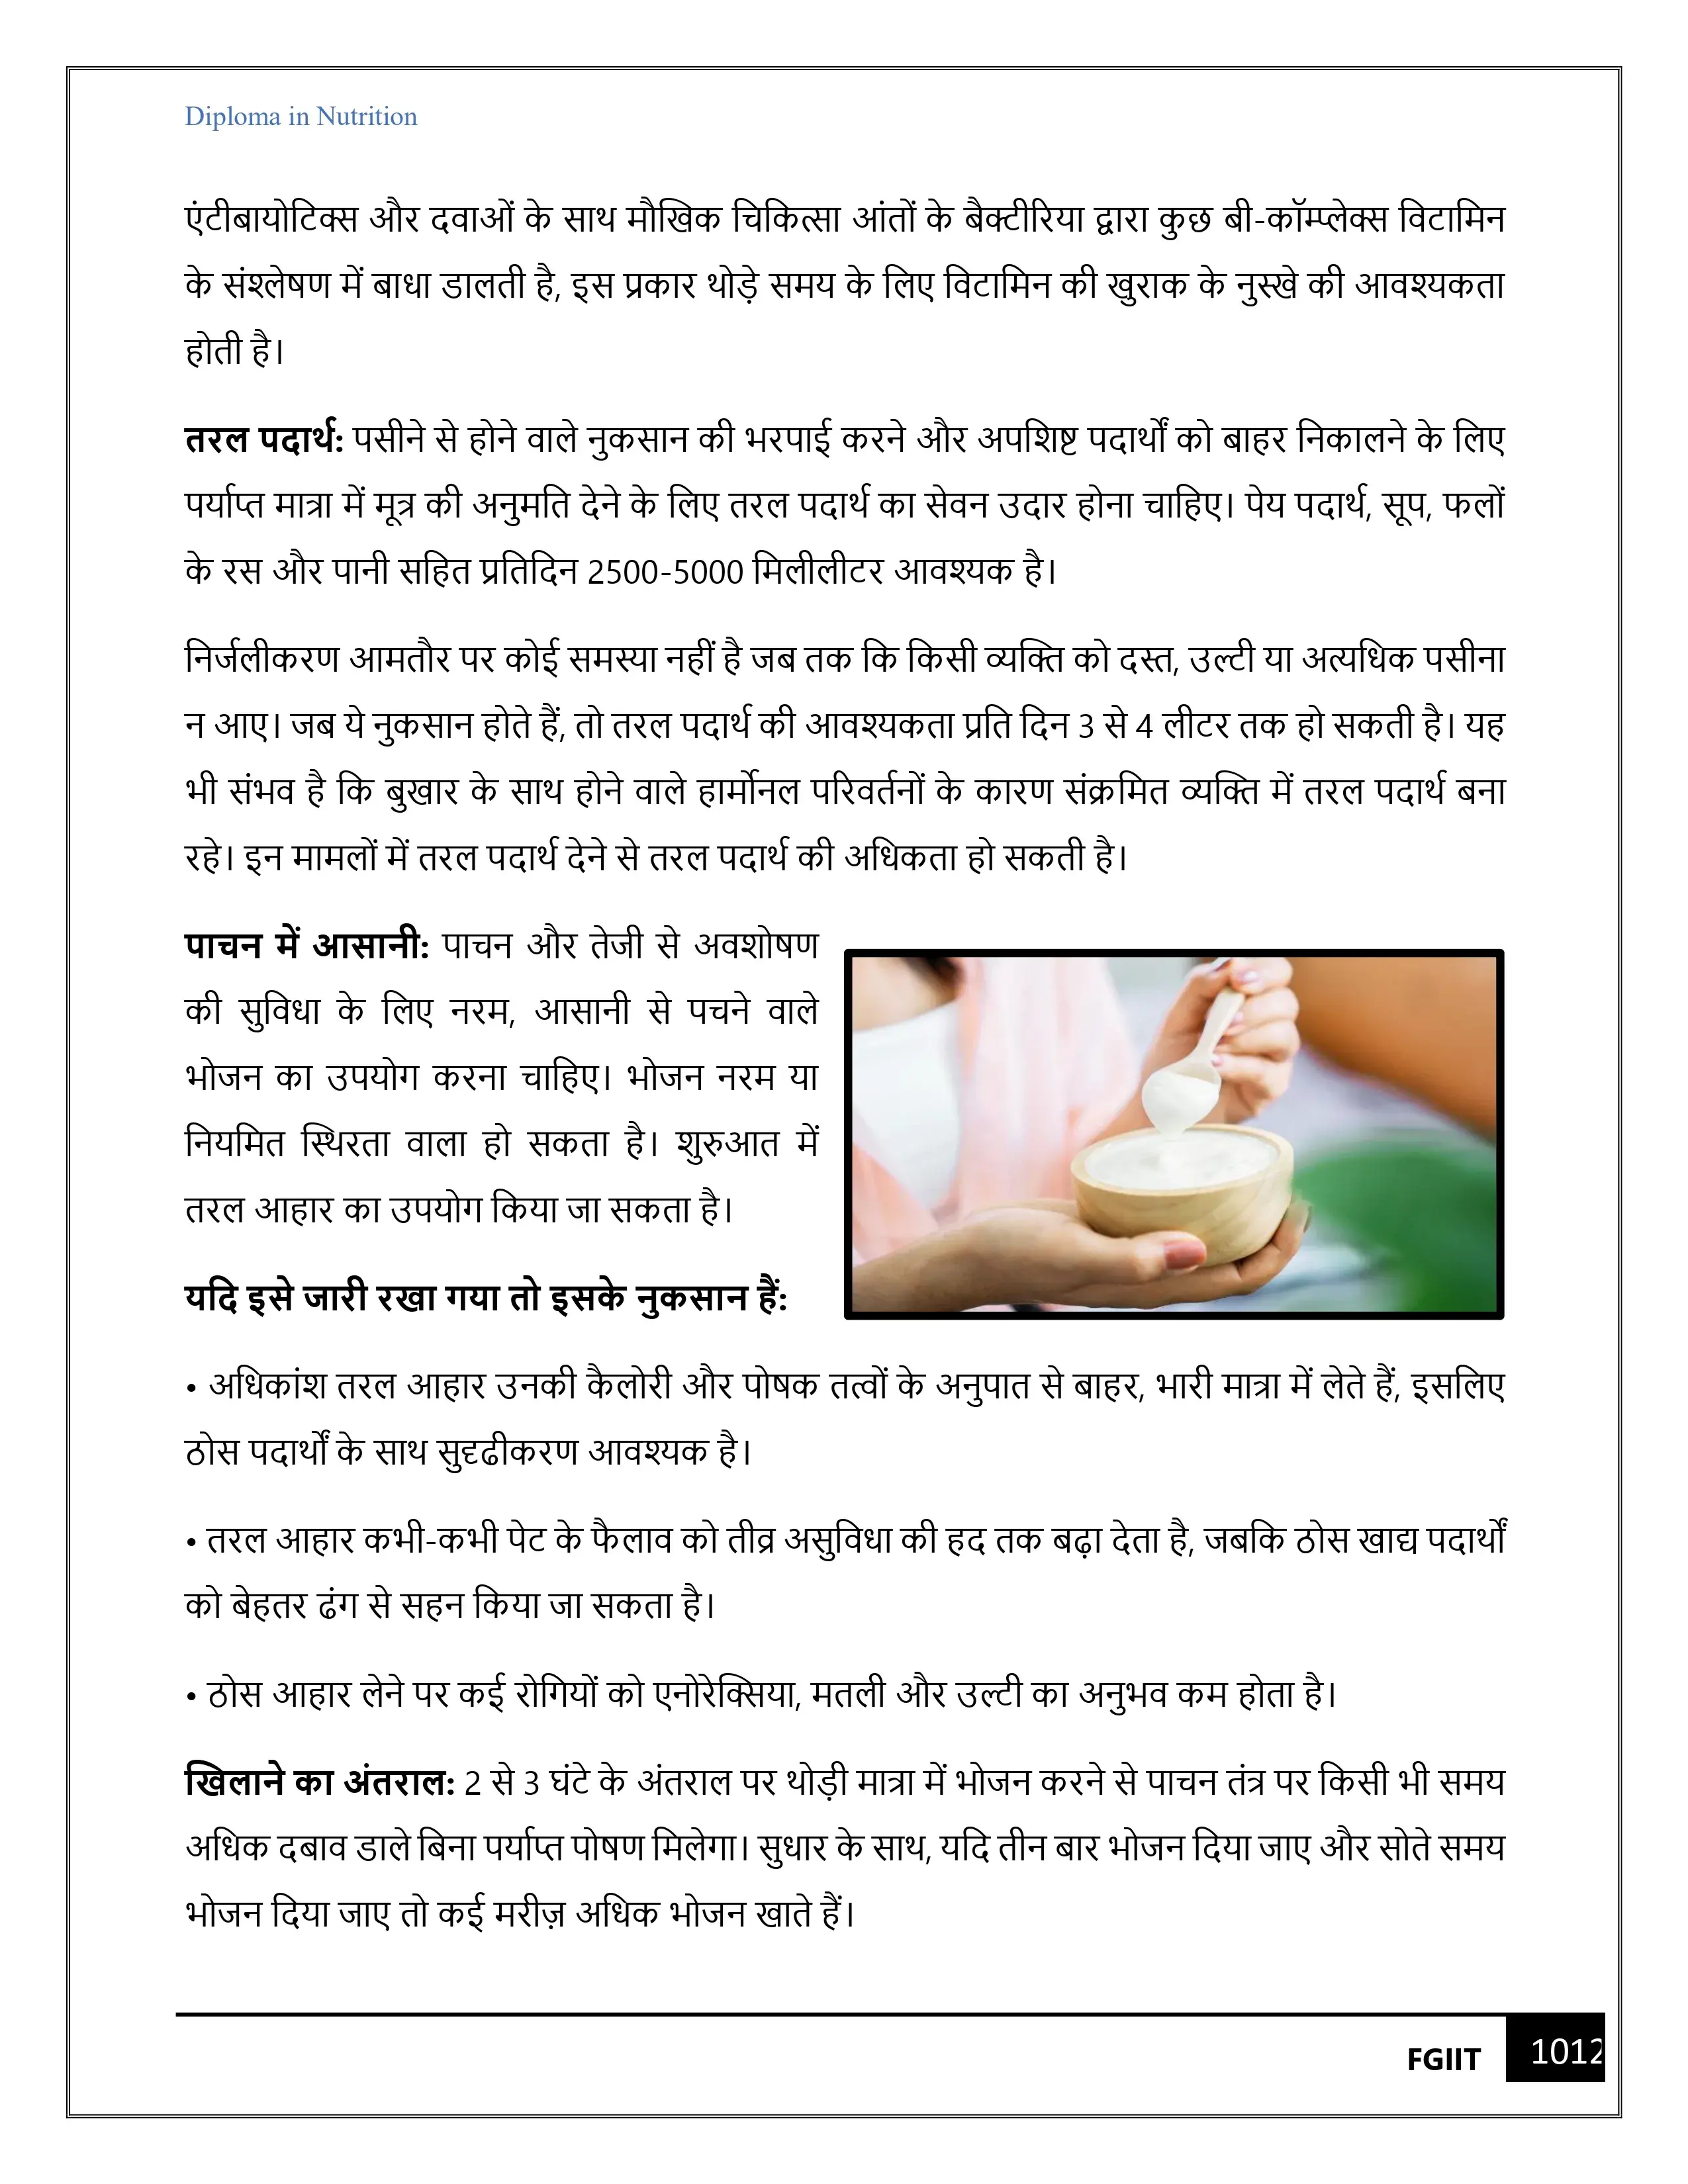 Diploma in Nutrition
एंटीबायोटिक्स और दवाओं के साथ मौखिक चिकित्सा आंतों के बैक्टीरिया द्वारा कुछ बी-कॉम्प्लेक्स विटामिन
के संश्लेषण में बाधा डालती है, इस प्रकार थोड़े समय के लिए विटामिन की खुराक के नुस्खे की आवश्यकता
होती है।
तरल पदार्थ: पसीने से होने वाले नुकसान की भरपाई करने और अपशिष्ट पदार्थों को बाहर निकालने के लिए
पर्याप्त मात्रा में मूत्र की अनुमति देने के लिए तरल पदार्थ का सेवन उदार होना चाहिए। पेय पदार्थ, सूप, फलों
के रस और पानी सहित प्रतिदिन 2500-5000 मिलीलीटर आवश्यक है।
निर्जलीकरण आमतौर पर कोई समस्या नहीं है जब तक कि किसी व्यक्ति को दस्त, उल्टी या अत्यधिक पसीना
न आए। जब ये नुकसान होते हैं, तो तरल पदार्थ की आवश्यकता प्रति दिन 3 से 4 लीटर तक हो सकती है। यह
भी संभव है कि बुखार के साथ होने वाले हार्मोनल परिवर्तनों के कारण संक्रमित व्यक्ति में तरल पदार्थ बना
रहे। इन मामलों में तरल पदार्थ देने से तरल पदार्थ की अधिकता हो सकती है।
पाचन में आसानी: पाचन और तेजी से अवशोषण
की सुविधा के लिए नरम, आसानी से पचने वाले
भोजन का उपयोग करना चाहिए। भोजन नरम या
नियमित स्थिरता वाला हो सकता है। शुरुआत में
तरल आहार का उपयोग किया जा सकता है।
यदि इसे जारी रखा गया तो इसके नुकसान हैं:
• अधिकांश तरल आहार उनकी कैलोरी और पोषक तत्वों के अनुपात से बाहर, भारी मात्रा में लेते हैं, इसलिए
ठोस पदार्थों के साथ सुदृढीकरण आवश्यक है।
• तरल आहार कभी-कभी पेट के फैलाव को तीव्र असुविधा की हद तक बढ़ा देता है, जबकि ठोस खाद्य पदार्थों
को बेहतर ढंग से सहन किया जा सकता है।
• ठोस आहार लेने पर कई रोगियों को एनोरेक्सिया, मतली और उल्टी का अनुभव कम होता है।
खिलाने का अंतराल: 2 से 3 घंटे के अंतराल पर थोड़ी मात्रा में भोजन करने से पाचन तंत्र पर किसी भी समय
अधिक दबाव डाले बिना पर्याप्त पोषण मिलेगा। सुधार के साथ, यदि तीन बार भोजन दिया जाए और सोते समय
भोजन दिया जाए तो कई मरीज़ अधिक भोजन खाते हैं।
FGIIT 1012